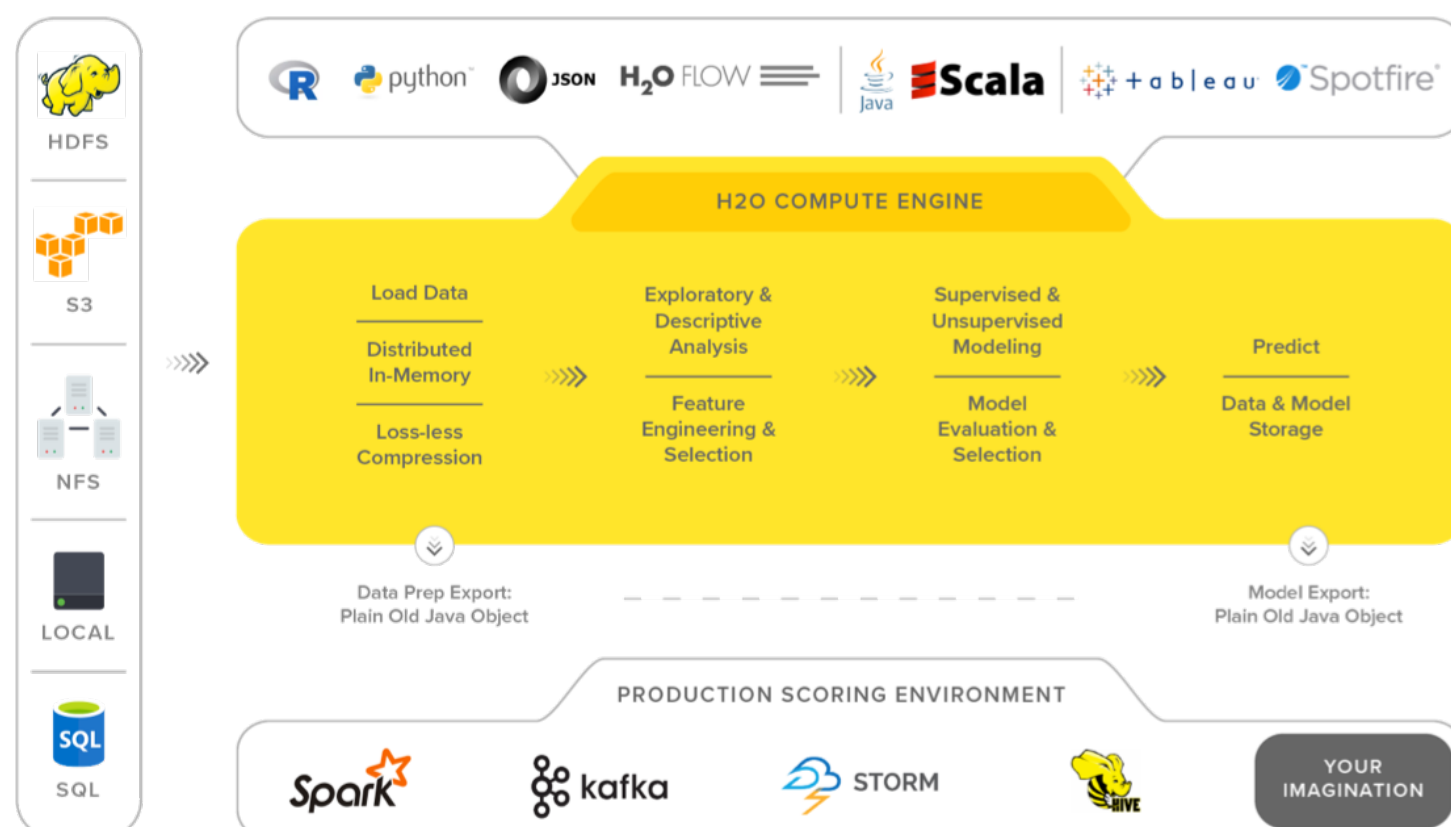 HDFS
S3
NFS
LOCAL
SQL
SQL
R
python™
JSON
H2O FLOW
Java
Scala
+ableau
Spotfire®
H2O COMPUTE ENGINE
Load Data
Distributed
In-Memory
Loss-less
Compression
Exploratory &
Descriptive
Analysis
Feature
Engineering &
Selection
Supervised &
Unsupervised
Modeling
Model
Evaluation &
Selection
Predict
Data & Model
Storage
Data Prep Export:
Plain Old Java Object
Model Export:
Plain Old Java Object
PRODUCTION SCORING ENVIRONMENT
Spark
kafka
STORM
HIVE
YOUR
IMAGINATION